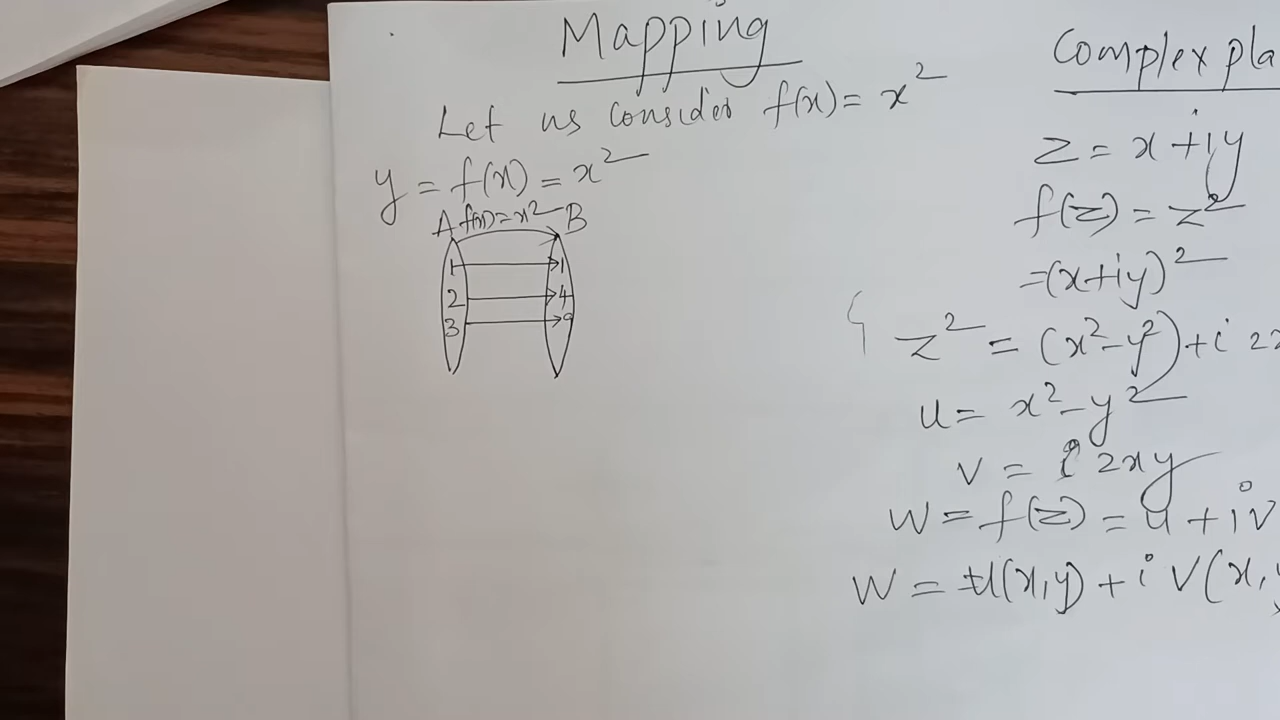 Mapping
Let us consider f(x) = x²
y = f(x) = x²
A f(x)=x² B
1 1
2 4
3 9
Complex pla
z = x + iy
f(z) = z²
=(x+iy)²
z² = (x²-y²)+i 2x
u = x²-y²
v = i 2xy
W = f(z) = u + iv
W = u(x,y) + i v(x,y